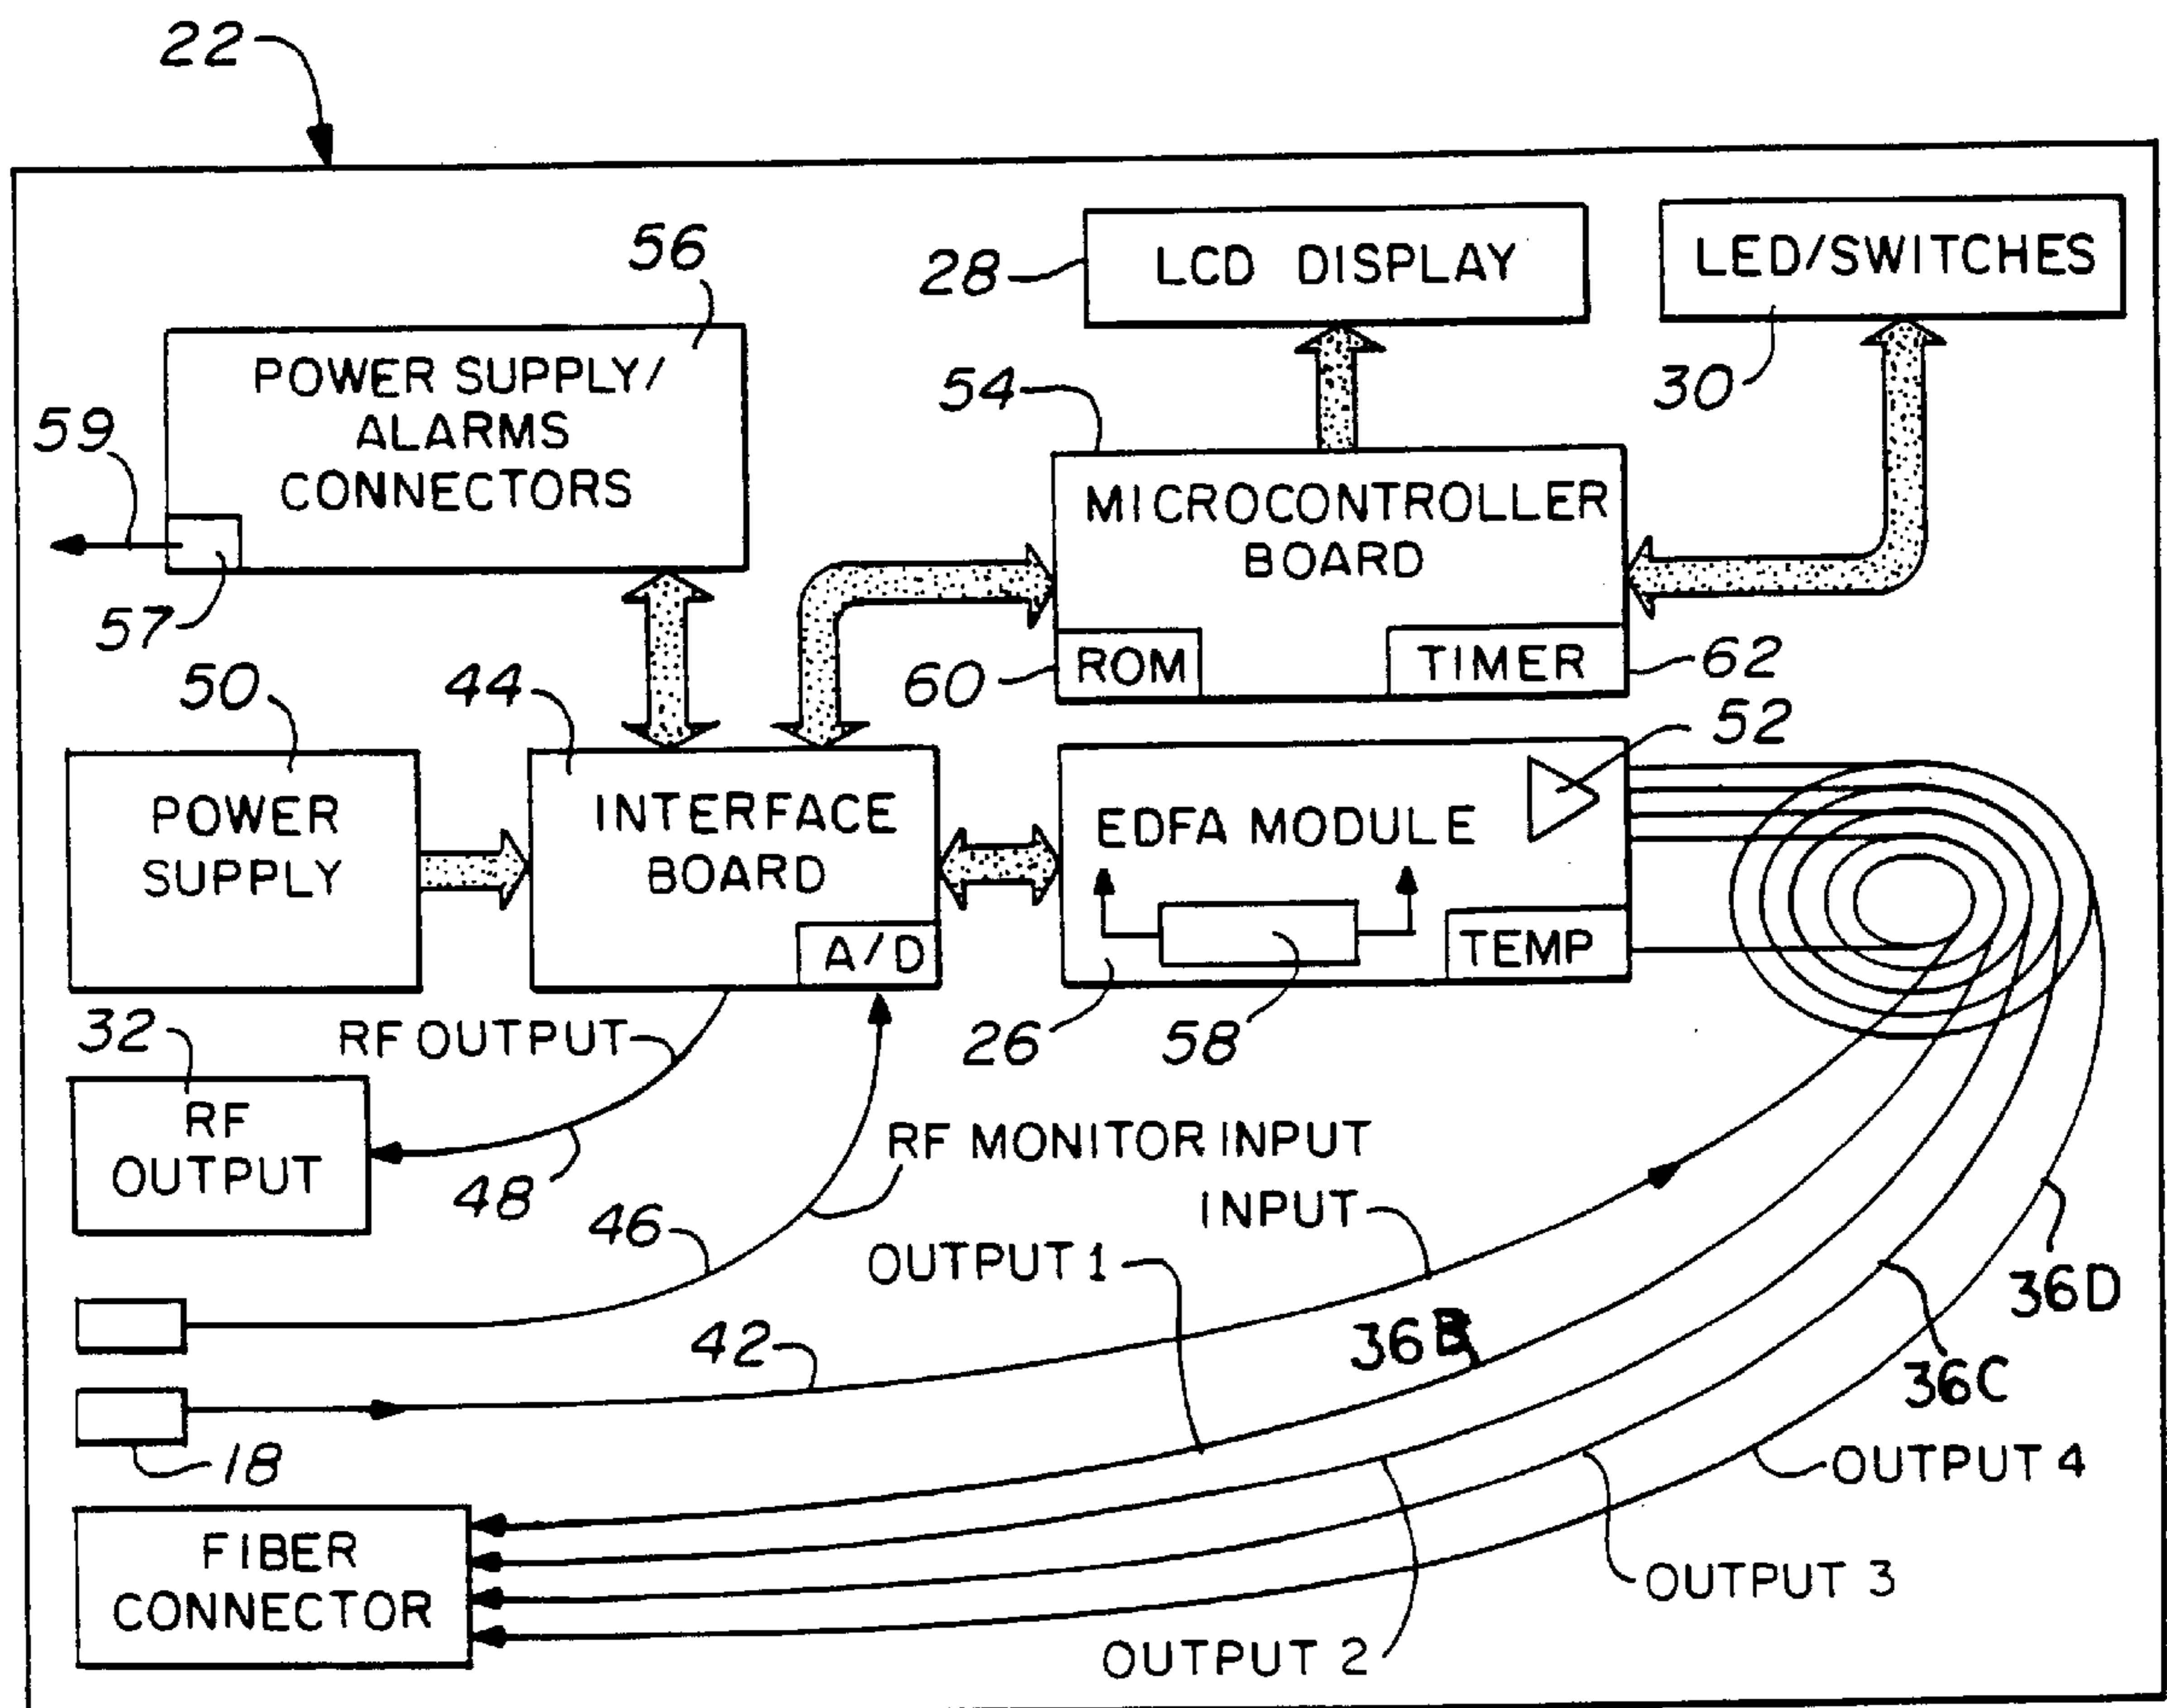 22
56
28
LCD DISPLAY
LED/SWITCHES
30
POWER SUPPLY/
ALARMS
CONNECTORS
59
57
54
MICROCONTROLLER
BOARD
ROM
TIMER
60
62
50
44
52
POWER
SUPPLY
INTERFACE
BOARD
A/D
EDFA MODULE
TEMP
26
58
32
RF OUTPUT
RF
OUTPUT
48
RF MONITOR INPUT
46
INPUT
OUTPUT 1
36D
36B
42
36C
18
OUTPUT 4
FIBER
CONNECTOR
OUTPUT 3
OUTPUT 2